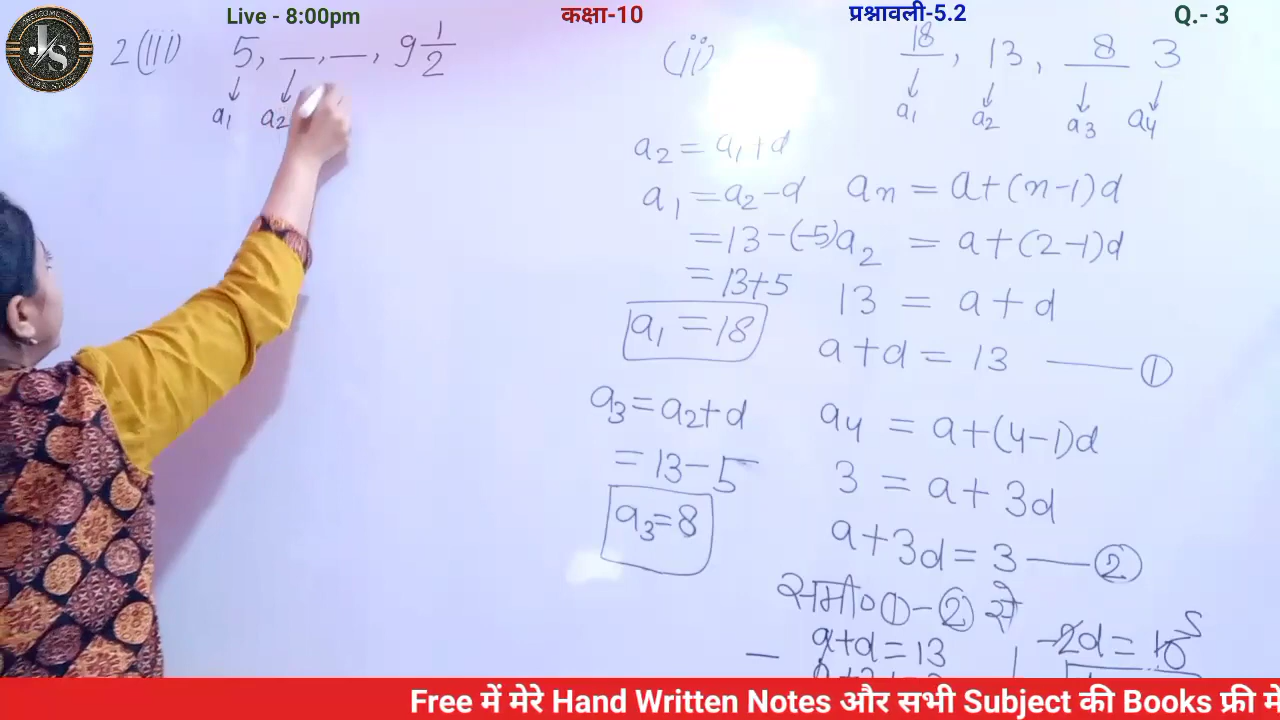 Live - 8:00pm
कक्षा-10
प्रश्नावली-5.2
Q.- 3
JS
2(iii) 5, __, __, 9 1/2
a1 a2
(ii) 18, 13, 8 3
a1 a2 a3 a4
a2 = a1+d
a1 = a2-d
= 13-(-5)
= 13+5
a1 = 18
a3 = a2+d
= 13-5
a3=8
an = a+(n-1)d
a2 = a+(2-1)d
13 = a+d
a+d = 13 — ①
a4 = a+(4-1)d
3 = a+3d
a+3d = 3 — ②
समी० ①-② से
a+d = 13
-2d = 10
Free में मेरे Hand Written Notes और सभी Subject की Books फ्री मे